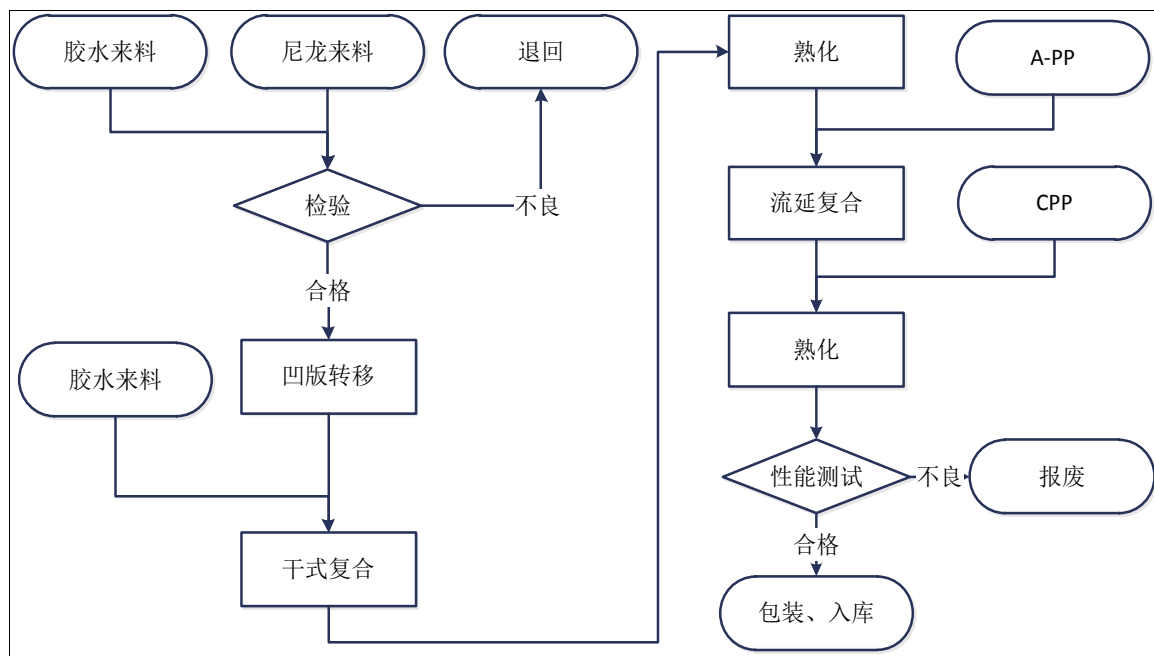 胶水来料
尼龙来料
退回
检验
不良
合格
凹版转移
胶水来料
干式复合
熟化
A-PP
流延复合
CPP
熟化
性能测试
不良
报废
合格
包装、入库